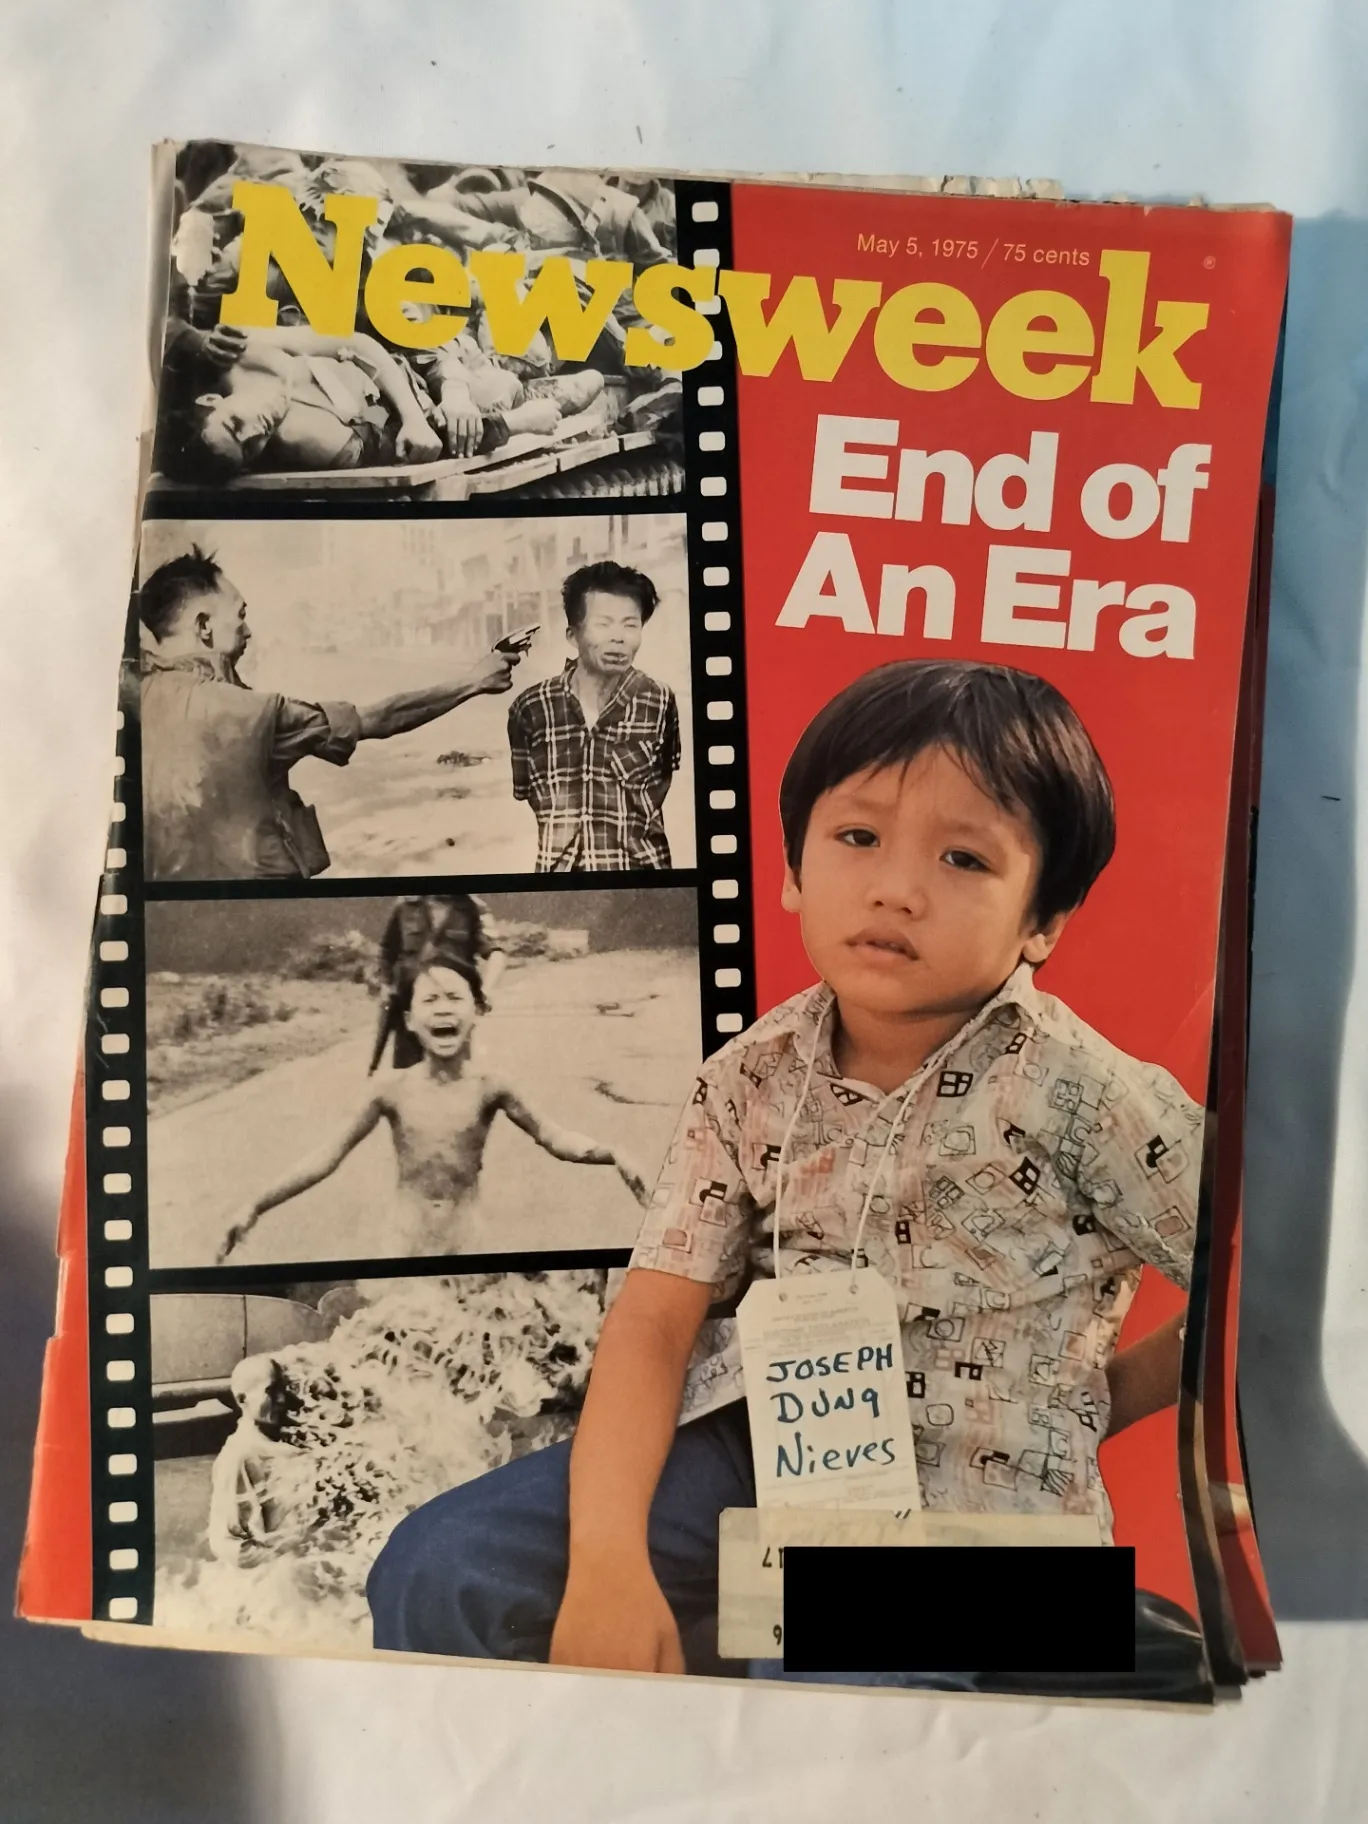 Newsweek
May 5, 1975 / 75 cents
®
End of
An Era
JOSEPH
DUNg
Nieves